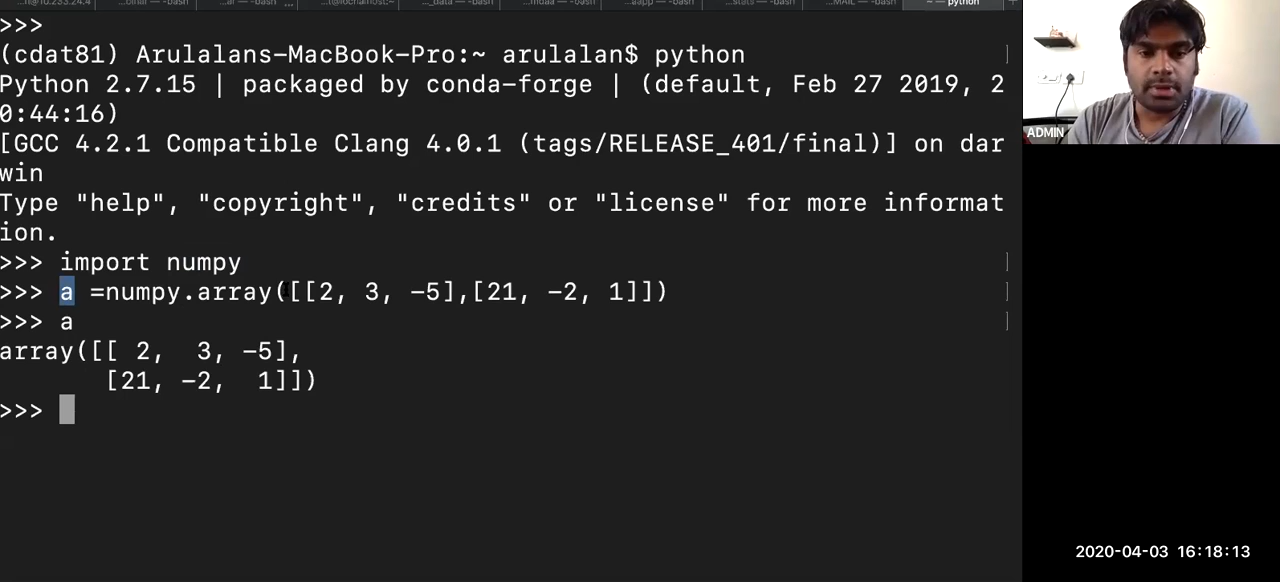 ~ — python
>>>
(cdat81) Arulalans-MacBook-Pro:~ arulalan$ python
Python 2.7.15 | packaged by conda-forge | (default, Feb 27 2019, 2
0:44:16)
[GCC 4.2.1 Compatible Clang 4.0.1 (tags/RELEASE_401/final)] on dar
win
Type "help", "copyright", "credits" or "license" for more informat
ion.
>>> import numpy
>>> a =numpy.array([[2, 3, -5],[21, -2, 1]])
>>> a
array([[ 2,  3, -5],
       [21, -2,  1]])
>>>
ADMIN
2020-04-03 16:18:13